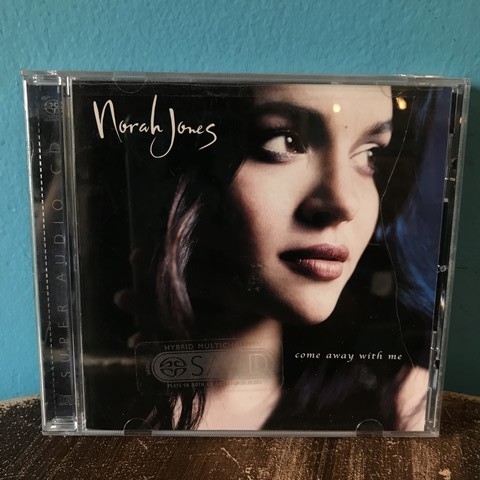 Norah Jones
SUPER AUDIO CD
HYBRID MULTIC
SA
come away with me